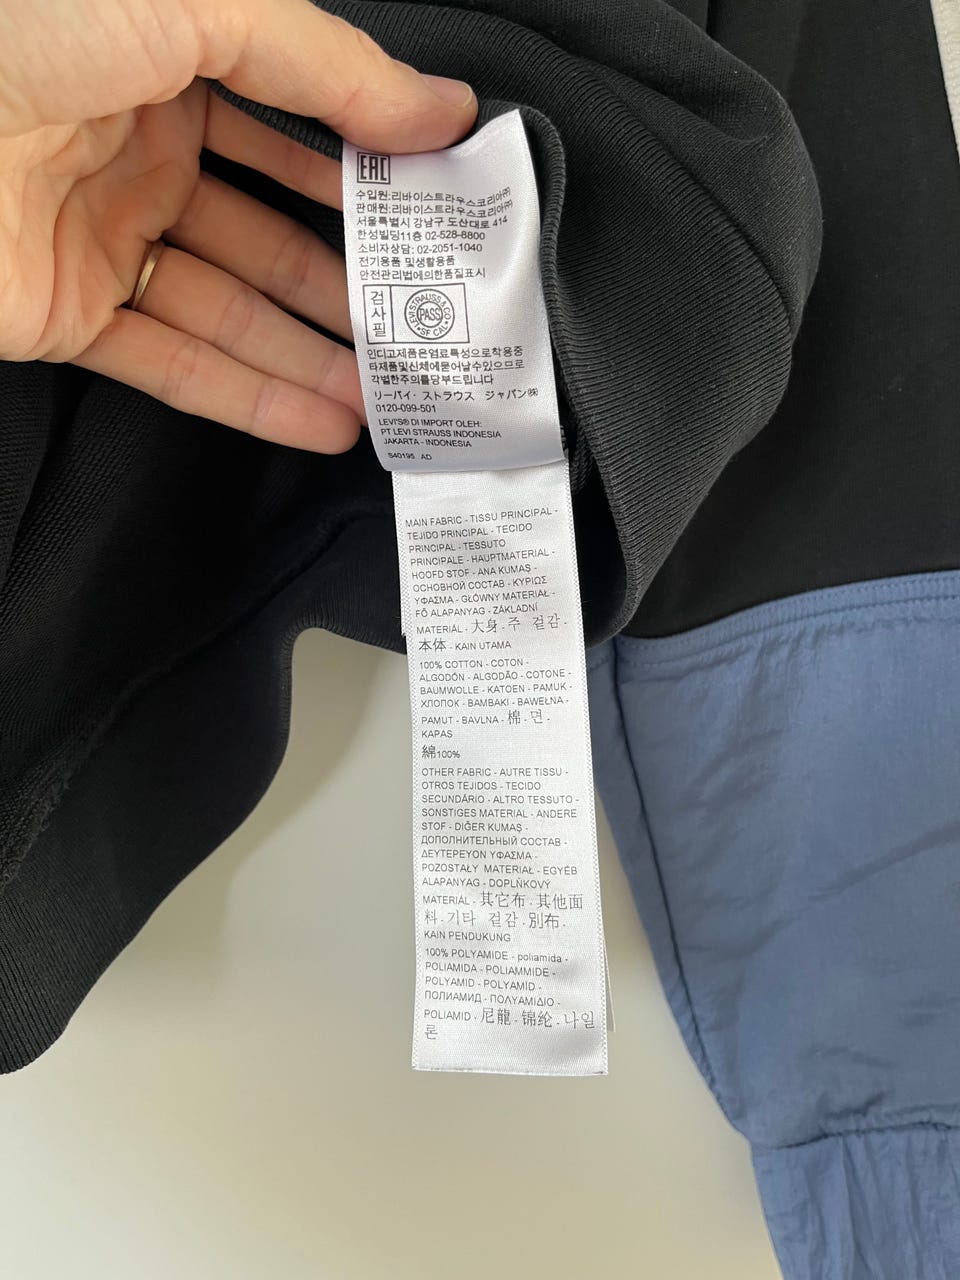 EAC
수입원:리바이스트라우스코리아㈜
판매원:리바이스트라우스코리아㈜
서울특별시 강남구 도산대로 414
한성빌딩11층 02-528-8800
소비자상담: 02-2051-1040
전기용품 및생활용품
안전관리법에의한품질표시
검사필
LEVI STRAUSS & CO
PASS
SF CAL
인디고제품은염료특성으로착용중
타제품및신체에묻어날수있으므로
각별한주의를당부드립니다
リーバイ・ストラウス ジャパン㈱
0120-099-501
LEVI'S® DI IMPORT OLEH:
PT LEVI STRAUSS INDONESIA
JAKARTA - INDONESIA
S40195 AD
MAIN FABRIC - TISSU PRINCIPAL -
TEJIDO PRINCIPAL - TECIDO
PRINCIPAL - TESSUTO
PRINCIPALE - HAUPTMATERIAL -
HOOFD STOF - ANA KUMAŞ -
ОСНОВНОЙ СОСТАВ - ΚΥΡΙΩΣ
ΥΦΑΣΜΑ - GŁÓWNY MATERIAŁ -
FŐ ALAPANYAG - ZÁKLADNÍ
MATERIÁL - 大身 - 주 겉감 -
本体 - KAIN UTAMA
100% COTTON - COTON -
ALGODÓN - ALGODÃO - COTONE -
BAUMWOLLE - KATOEN - PAMUK -
ХЛОПОК - ΒΑΜΒΑΚΙ - BAWEŁNA -
PAMUT - BAVLNA - 棉 - 면 -
KAPAS
綿100%
OTHER FABRIC - AUTRE TISSU -
OTROS TEJIDOS - TECIDO
SECUNDÁRIO - ALTRO TESSUTO -
SONSTIGES MATERIAL - ANDERE
STOF - DIĞER KUMAŞ -
ДОПОЛНИТЕЛЬНЫЙ СОСТАВ -
ΔΕΥΤΕΡΕΥΟΝ ΥΦΑΣΜΑ -
POZOSTAŁY MATERIAŁ - EGYÉB
ALAPANYAG - DOPLŇKOVÝ
MATERIÁL - 其它布 - 其他面
料 - 기타 겉감 - 別布 -
KAIN PENDUKUNG
100% POLYAMIDE - poliamida -
POLIAMIDA - POLIAMMIDE -
POLYAMID - POLYAMÍD -
ПОЛИАМИД - ΠΟΛΥΑΜΙΔΙΟ -
POLIAMID - 尼龍 - 锦纶 - 나일
론